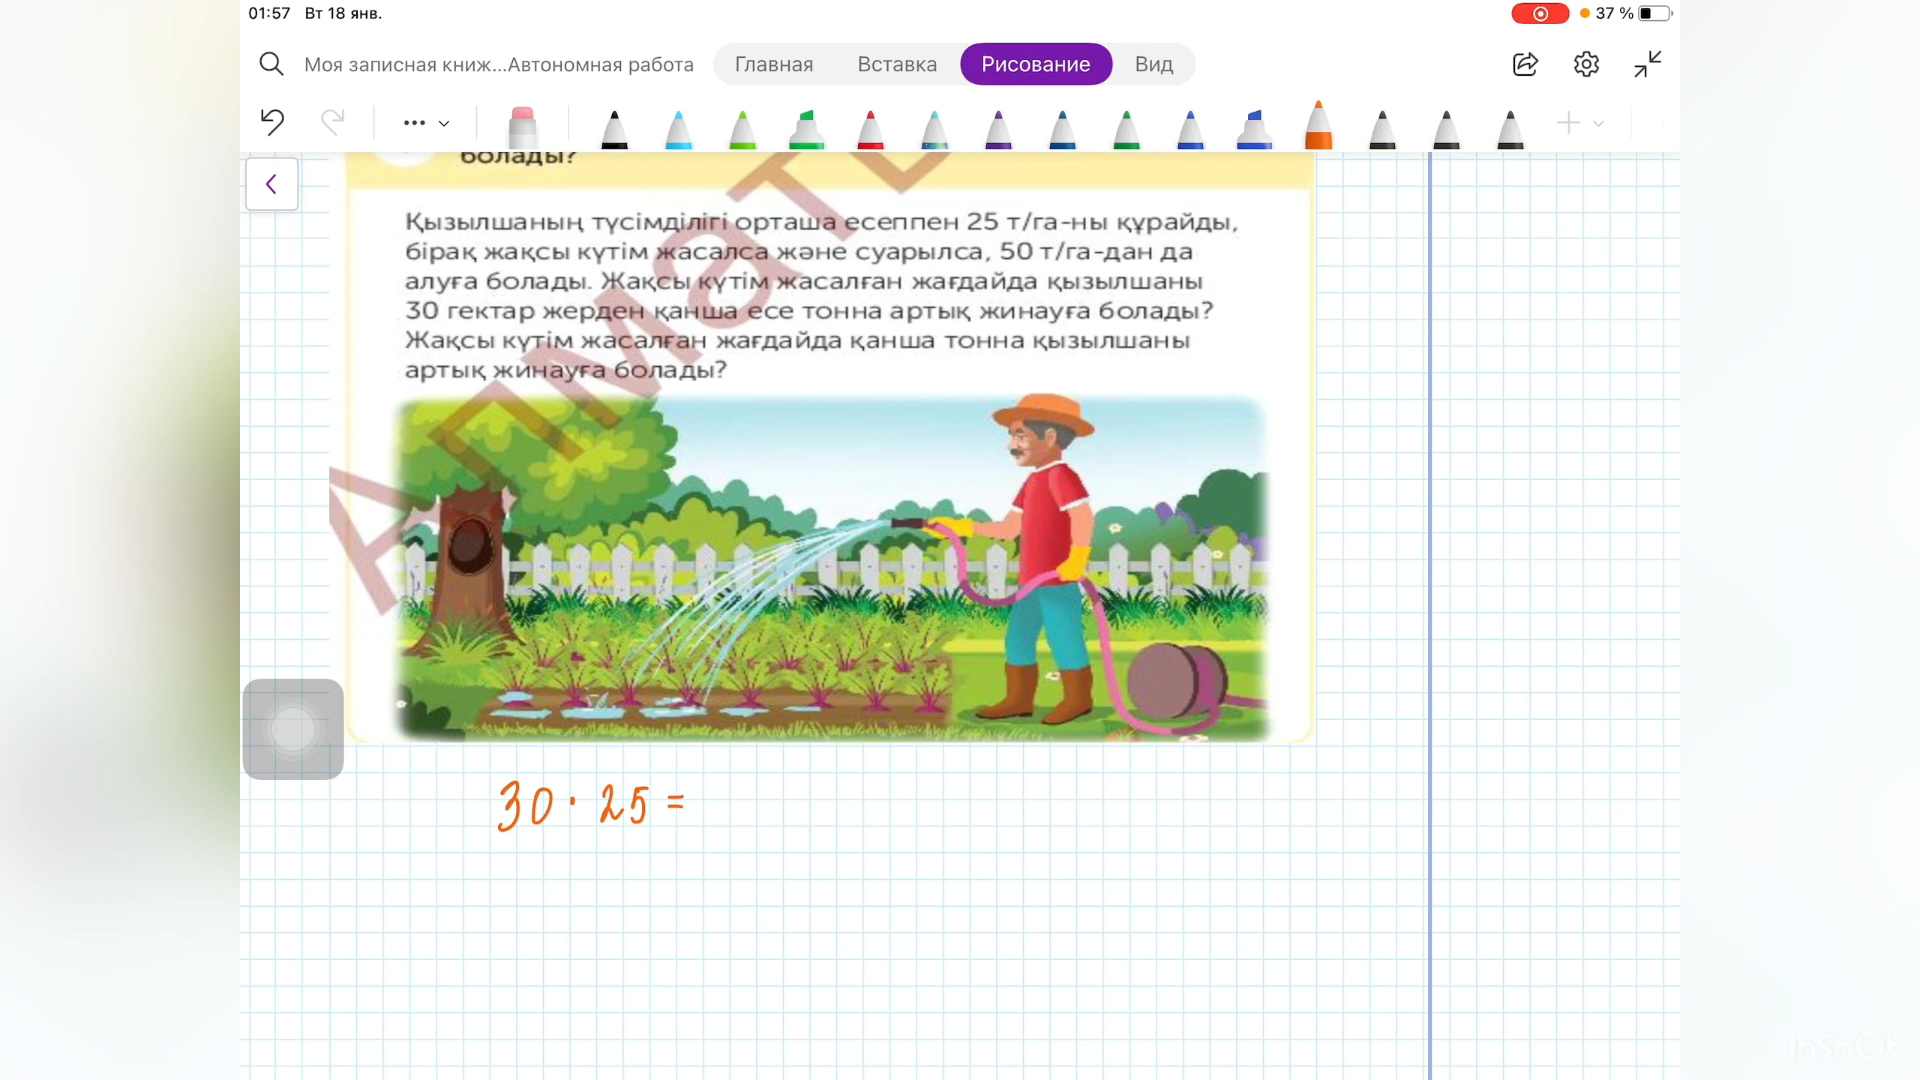 01:57 Вт 18 янв.
37 %
Моя записная книж...Автономная работа
Главная Вставка Рисование Вид
болады?
Қызылшаның түсімділігі орташа есеппен 25 т/га-ны құрайды,
бірақ жақсы күтім жасалса және суарылса, 50 т/га-дан да
алуға болады. Жақсы күтім жасалған жағдайда қызылшаны
30 гектар жерден қанша есе тонна артық жинауға болады?
Жақсы күтім жасалған жағдайда қанша тонна қызылшаны
артық жинауға болады?
30 · 25 =
InShOt